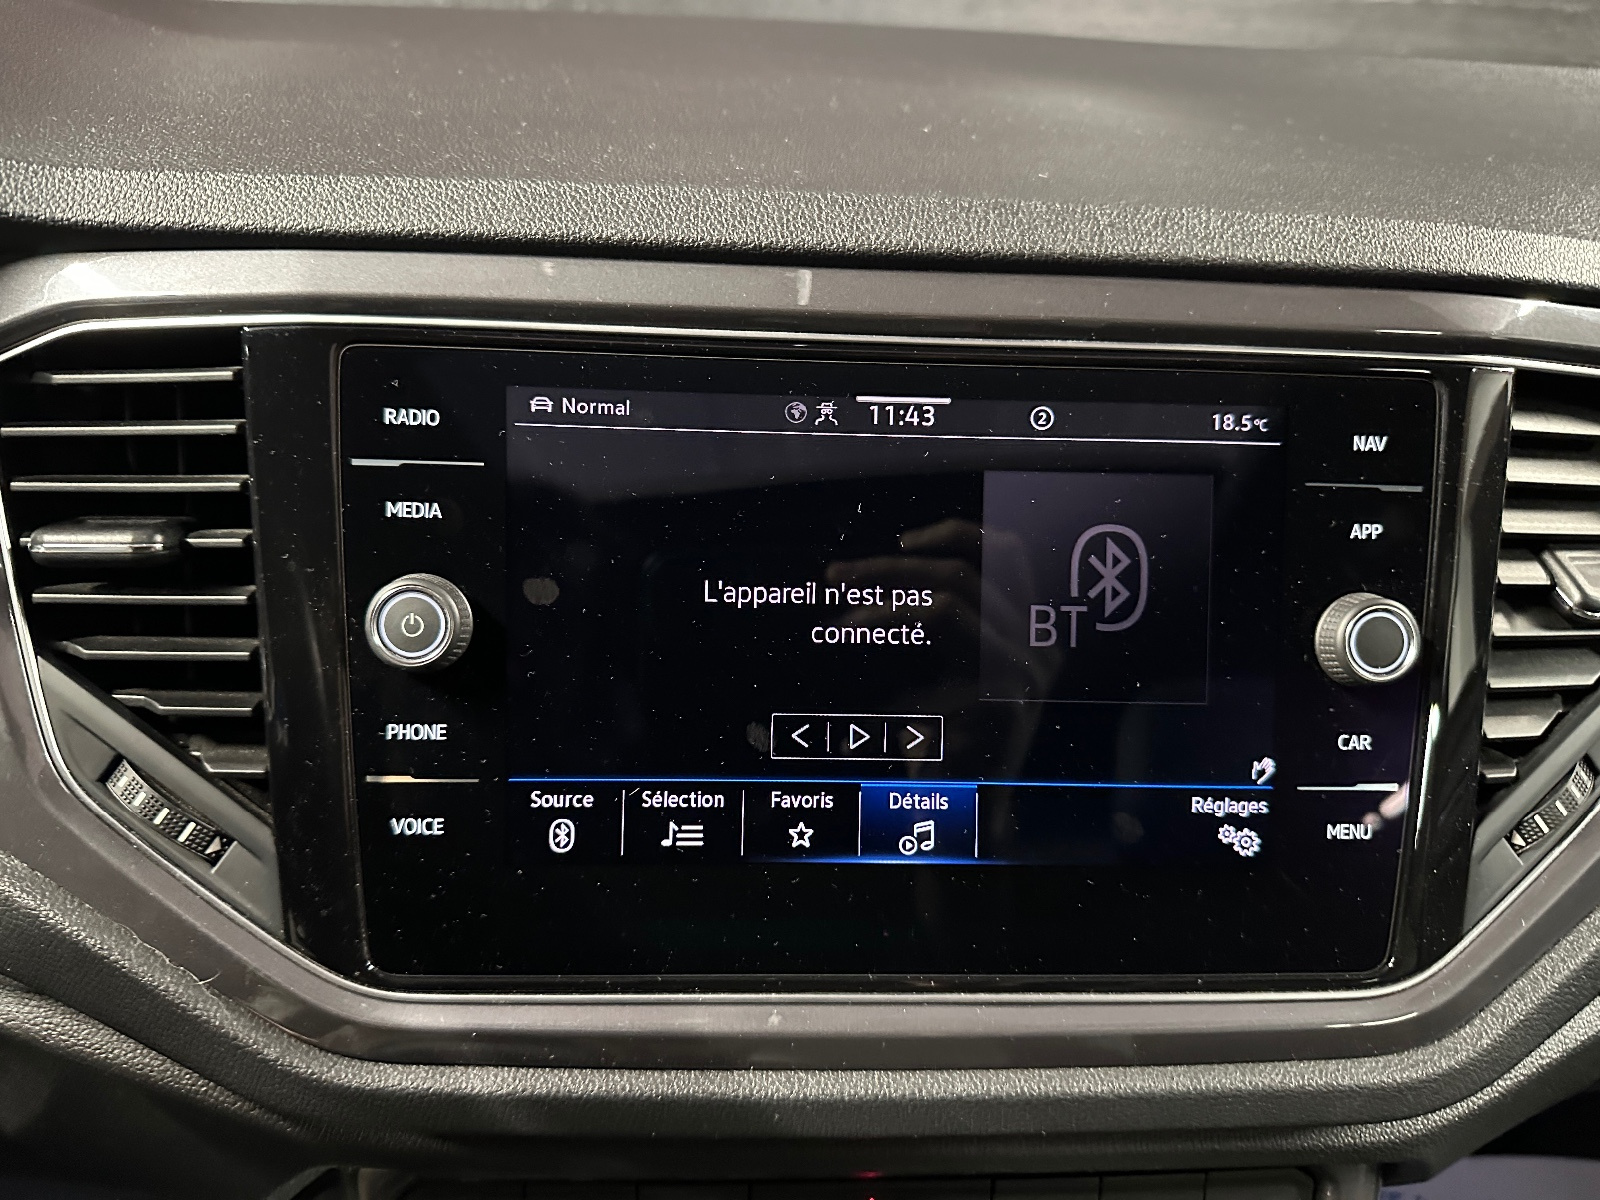 RADIO
MEDIA
PHONE
VOICE
Normal
11:43
2
18.5°C
L'appareil n'est pas
connecté.
BT
Source
Sélection
Favoris
Détails
Réglages
NAV
APP
CAR
MENU